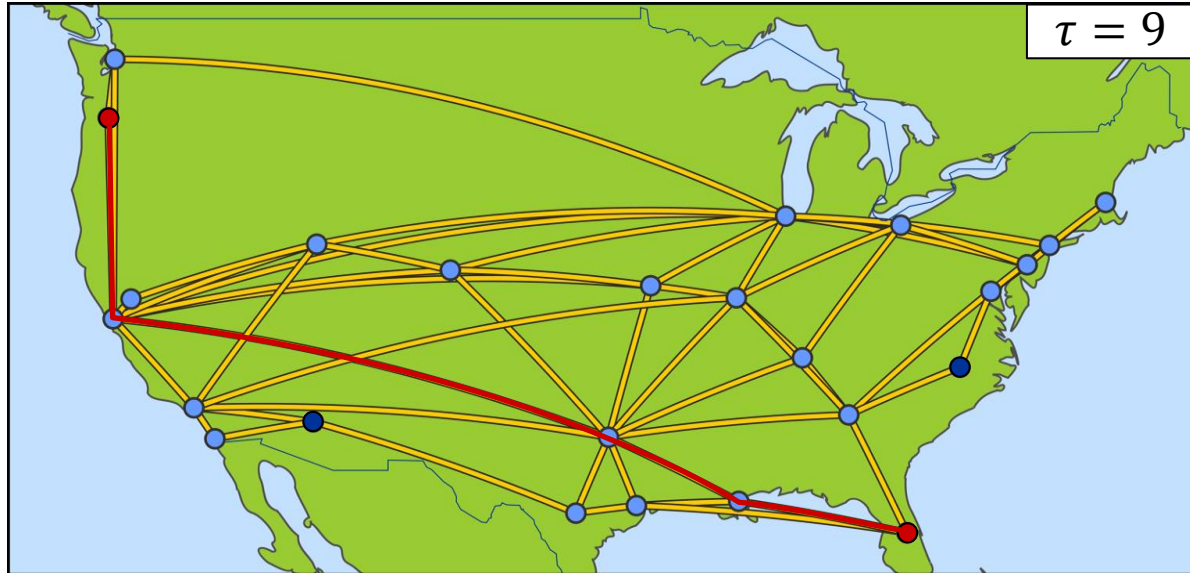 τ = 9